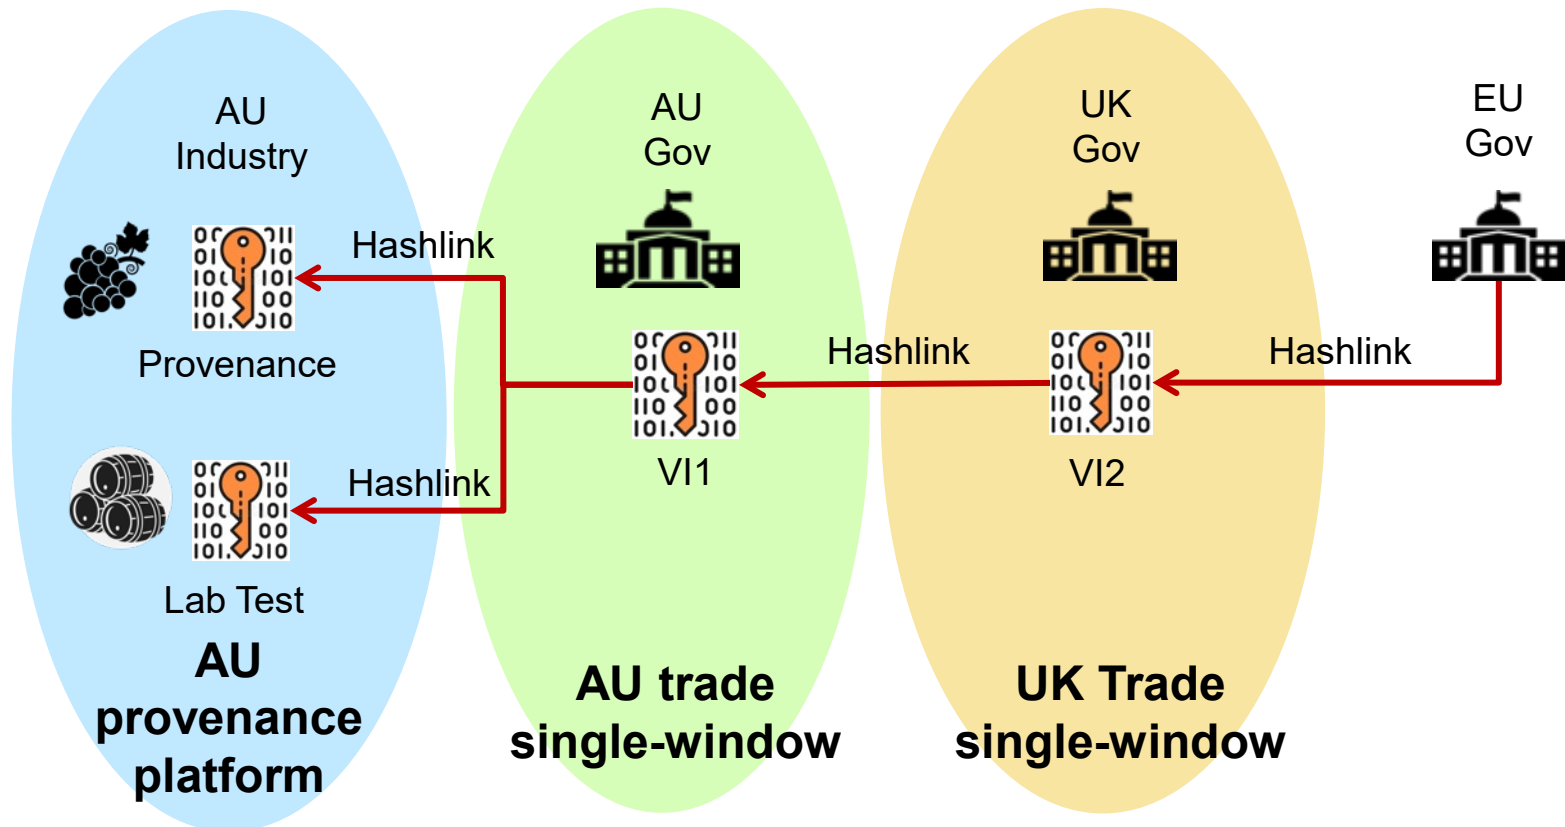 AU
Industry
Hashlink
Provenance
Hashlink
Lab Test
AU
provenance
platform
AU
Gov
VI1
AU trade
single-window
Hashlink
UK
Gov
VI2
UK Trade
single-window
Hashlink
EU
Gov